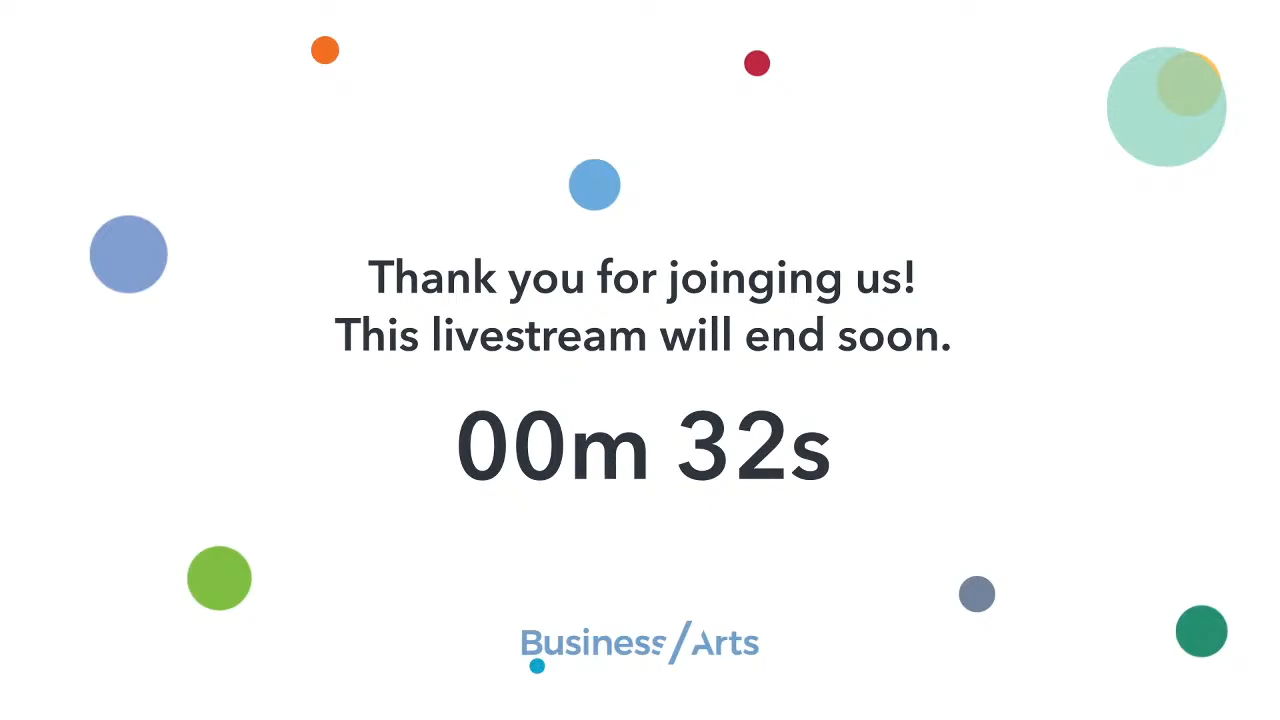 Thank you for joinging us!
This livestream will end soon.
00m 32s
Business/Arts